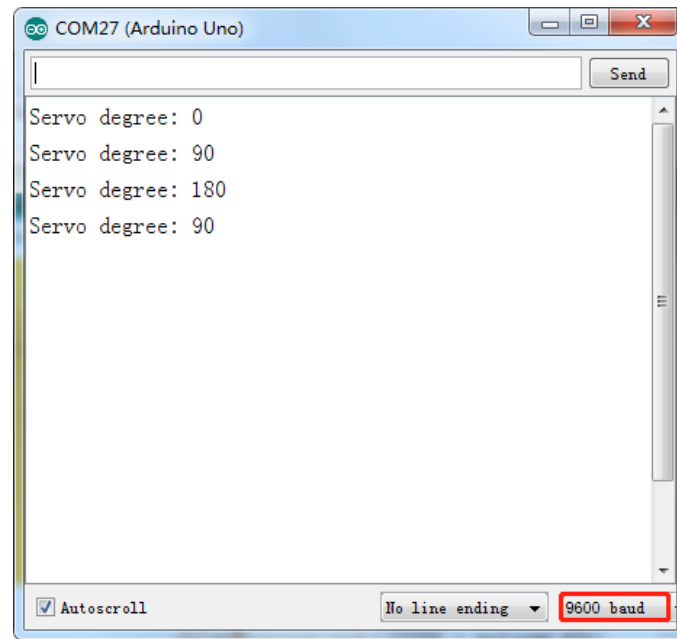 COM27 (Arduino Uno)
Send
Servo degree: 0
Servo degree: 90
Servo degree: 180
Servo degree: 90
Autoscroll
No line ending
9600 baud